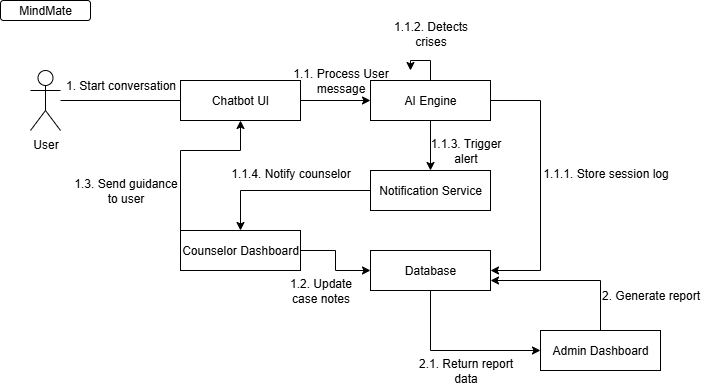 MindMate
1.1.2. Detects
crises
1. Start conversation
1.1. Process User
message
Chatbot UI
AI Engine
User
1.1.3. Trigger
alert
1.3. Send guidance
to user
1.1.4. Notify counselor
1.1.1. Store session log
Notification Service
Counselor Dashboard
Database
1.2. Update
case notes
2. Generate report
2.1. Return report
data
Admin Dashboard